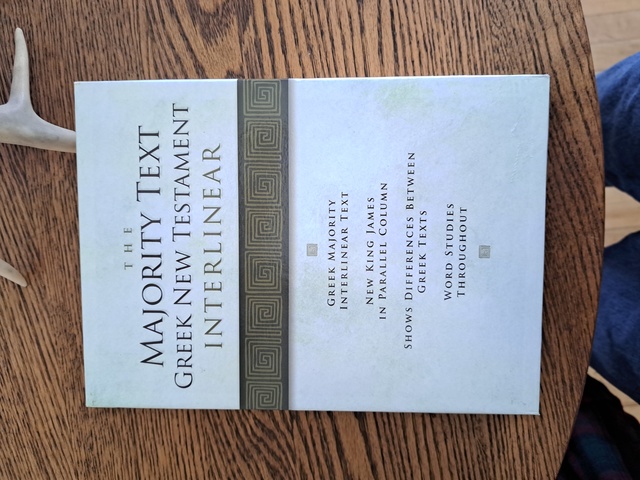 THE
MAJORITY TEXT
GREEK NEW TESTAMENT
INTERLINEAR
GREEK MAJORITY
INTERLINEAR TEXT
NEW KING JAMES
IN PARALLEL COLUMN
SHOWS DIFFERENCES BETWEEN
GREEK TEXTS
WORD STUDIES
THROUGHOUT